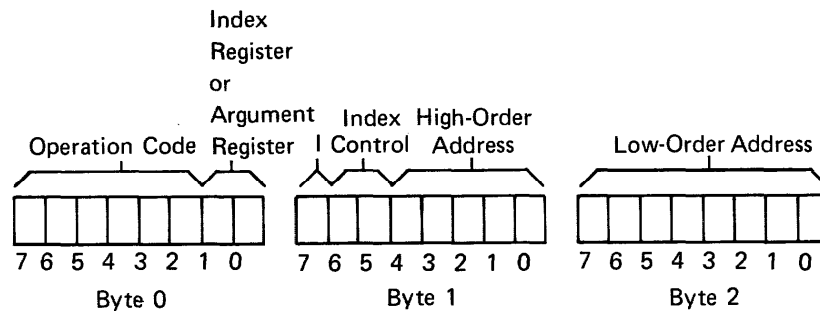 Index
Register
or
Argument
Register
Operation Code
I
Index
Control
High-Order
Address
Low-Order Address
7 6 5 4 3 2 1 0
7 6 5 4 3 2 1 0
7 6 5 4 3 2 1 0
Byte 0
Byte 1
Byte 2